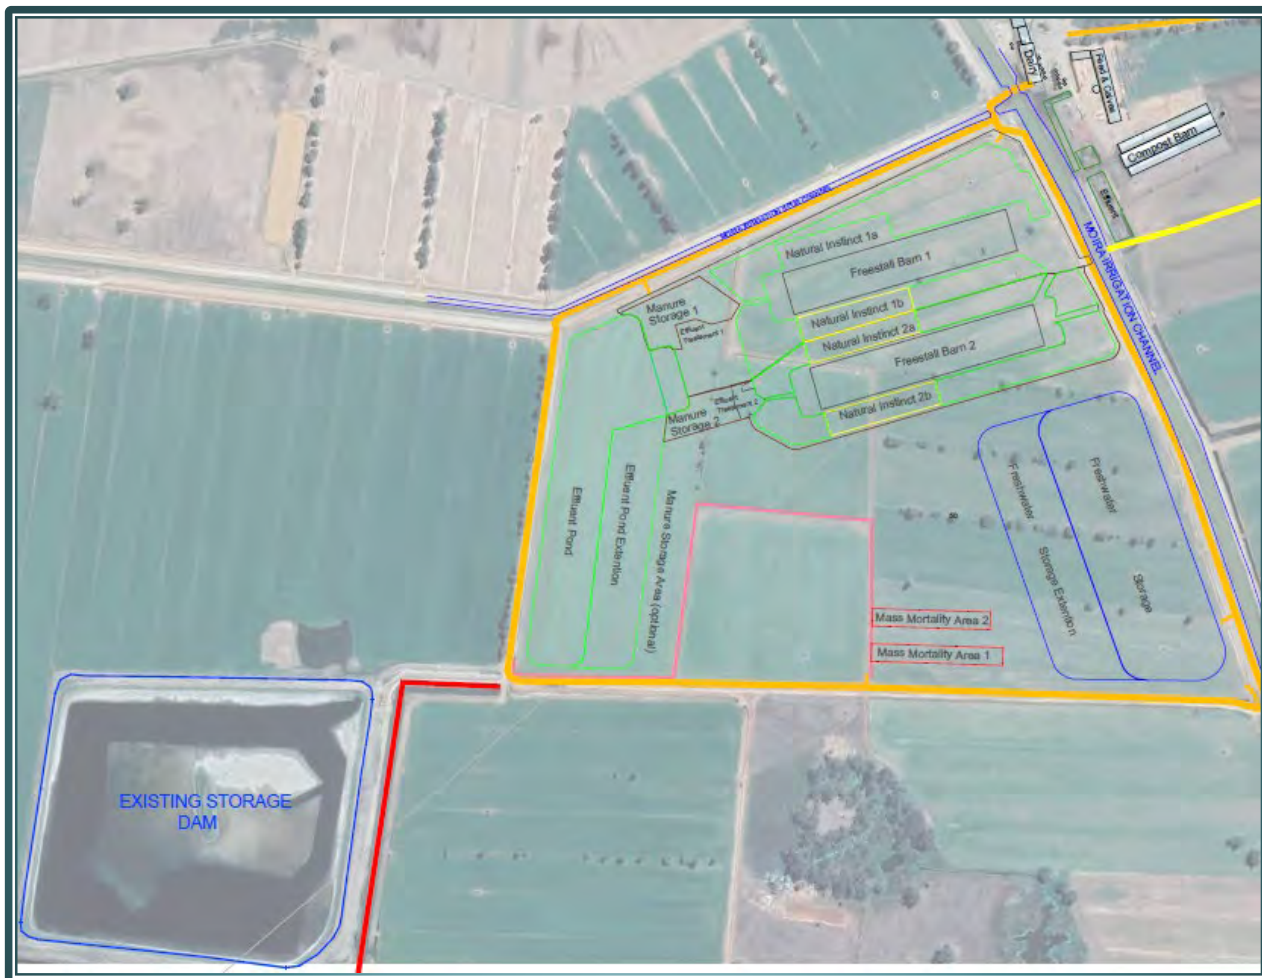 Dairy
Feed & Calves
Compost Barn
Effluent
MOIRA IRRIGATION CHANNEL
Natural Instinct 1a
Freestall Barn 1
Natural Instinct 1b
Natural Instinct 2a
Freestall Barn 2
Natural Instinct 2b
Manure
Storage 1
Effluent
Treatment 1
Effluent
Treatment 2
Manure
Storage 2
Effluent Pond
Effluent Pond Extention
Manure Storage Area (optional)
Freshwater
Storage
Freshwater
Storage Extention
Mass Mortality Area 2
Mass Mortality Area 1
EXISTING STORAGE
DAM